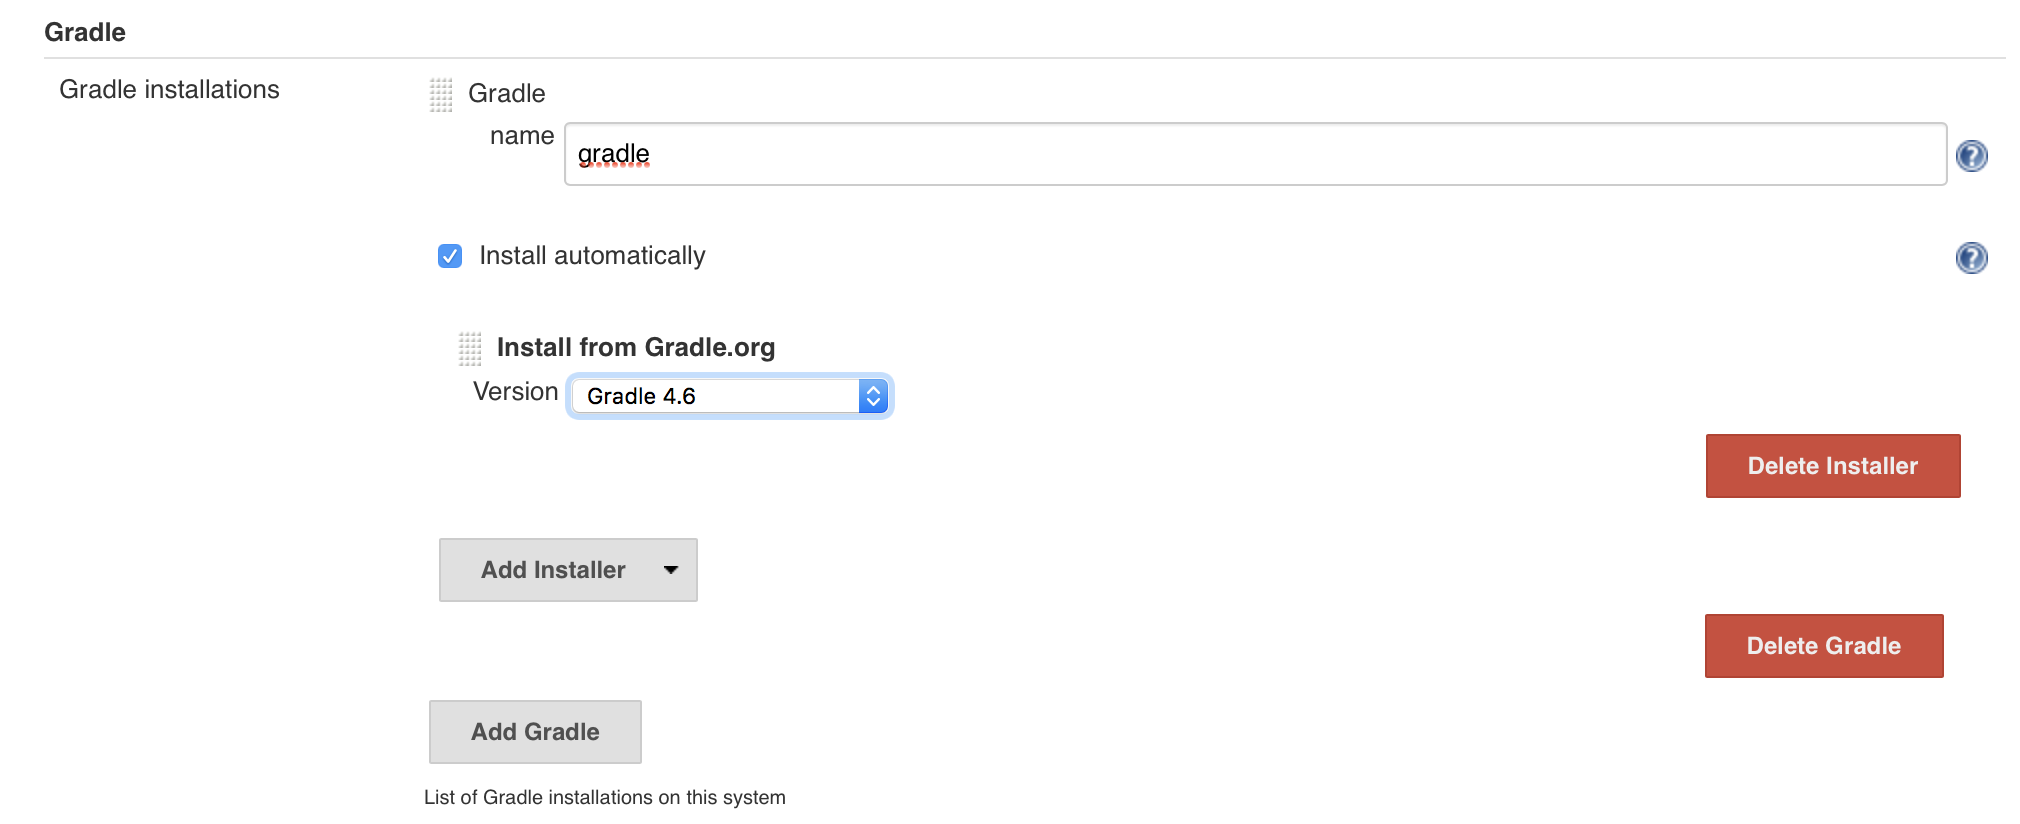 Gradle
Gradle installations
Gradle
name
gradle
?
Install automatically
?
Install from Gradle.org
Version
Gradle 4.6
Delete Installer
Add Installer
Delete Gradle
Add Gradle
List of Gradle installations on this system